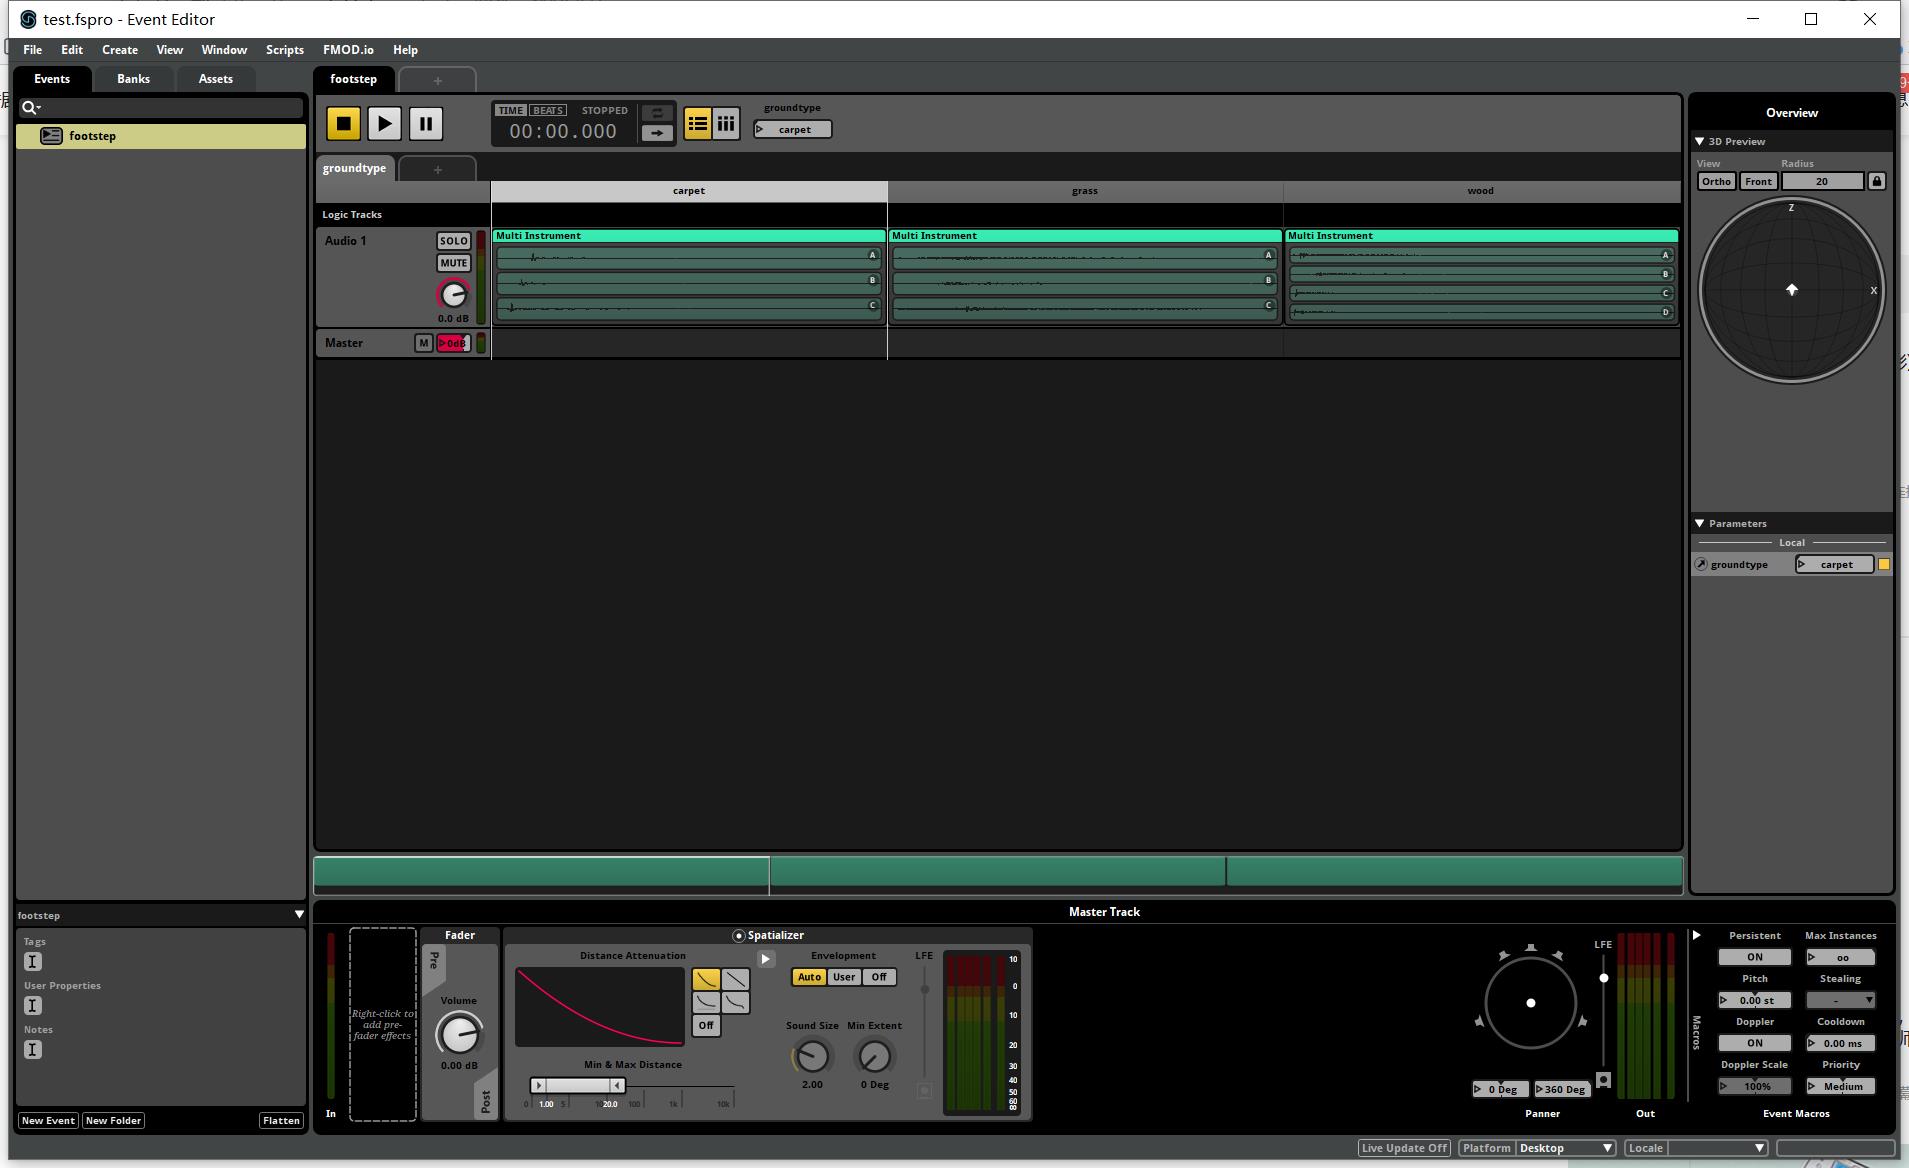 test.fspro - Event Editor
File Edit Create View Window Scripts FMOD.io Help
Events Banks Assets
footstep +
footstep
TIME BEATS STOPPED
00:00.000
groundtype
carpet
groundtype +
carpet grass wood
Logic Tracks
Audio 1
SOLO
MUTE
0.0 dB
Multi Instrument
A
B
C
Multi Instrument
A
B
C
Multi Instrument
A
B
C
D
Master M 0dB
Overview
3D Preview
View Radius
Ortho Front 20
Z
X
Parameters
Local
groundtype carpet
footstep
Tags
User Properties
Notes
New Event New Folder Flatten
Master Track
In
Right-click to
add pre-
fader effects
Fader
Pre
Volume
0.00 dB
Post
Spatializer
Distance Attenuation
Off
Min & Max Distance
0 1.00 5 20.0 100 1k 10k
Envelopment
Auto User Off
Sound Size Min Extent
2.00 0 Deg
LFE
10
0
10
20
30
40
50
60
80
LFE
0 Deg 360 Deg
Panner
Out
Macros
Persistent Max Instances
ON oo
Pitch Stealing
0.00 st -
Doppler Cooldown
ON 0.00 ms
Doppler Scale Priority
100% Medium
Event Macros
Live Update Off Platform Desktop Locale